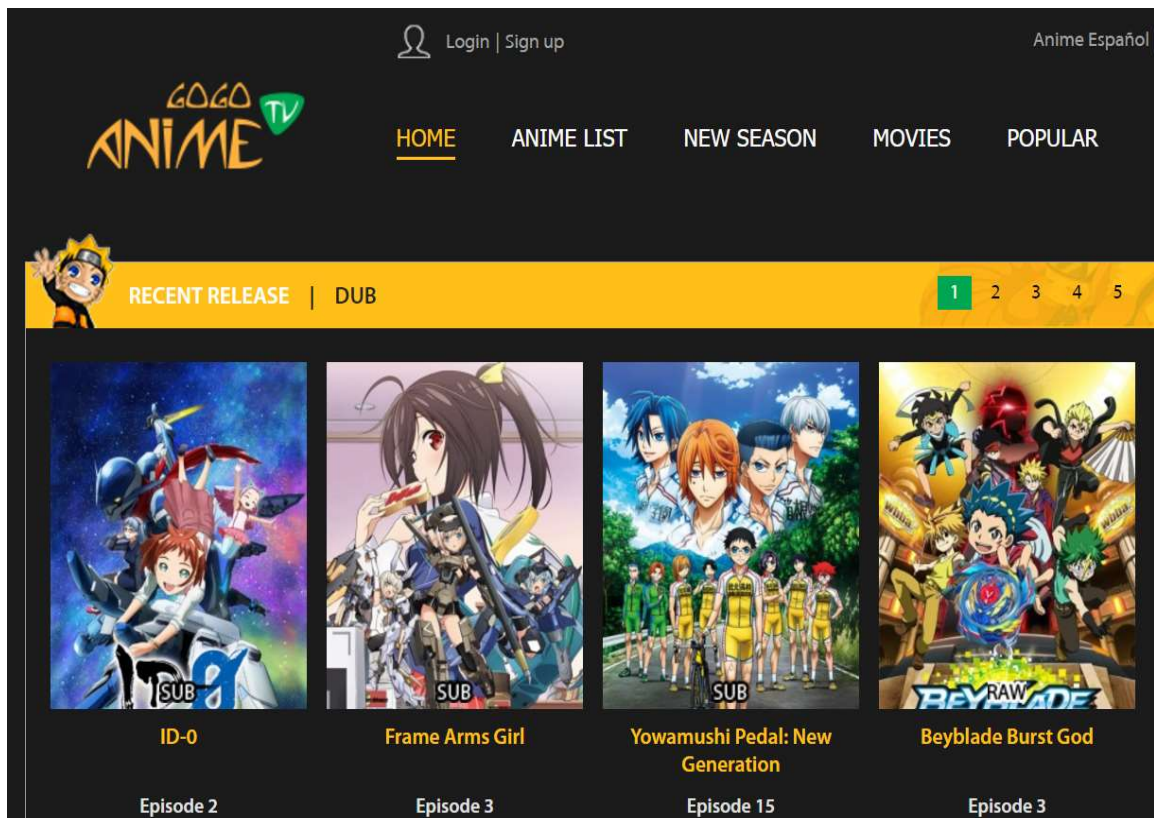 Login | Sign up
Anime Español
GOGO
ANIME TV
HOME ANIME LIST NEW SEASON MOVIES POPULAR
RECENT RELEASE | DUB
1 2 3 4 5
SUB SUB SUB RAW
BEYBLADE
ID-0 Frame Arms Girl Yowamushi Pedal: New Beyblade Burst God
Generation
Episode 2 Episode 3 Episode 15 Episode 3